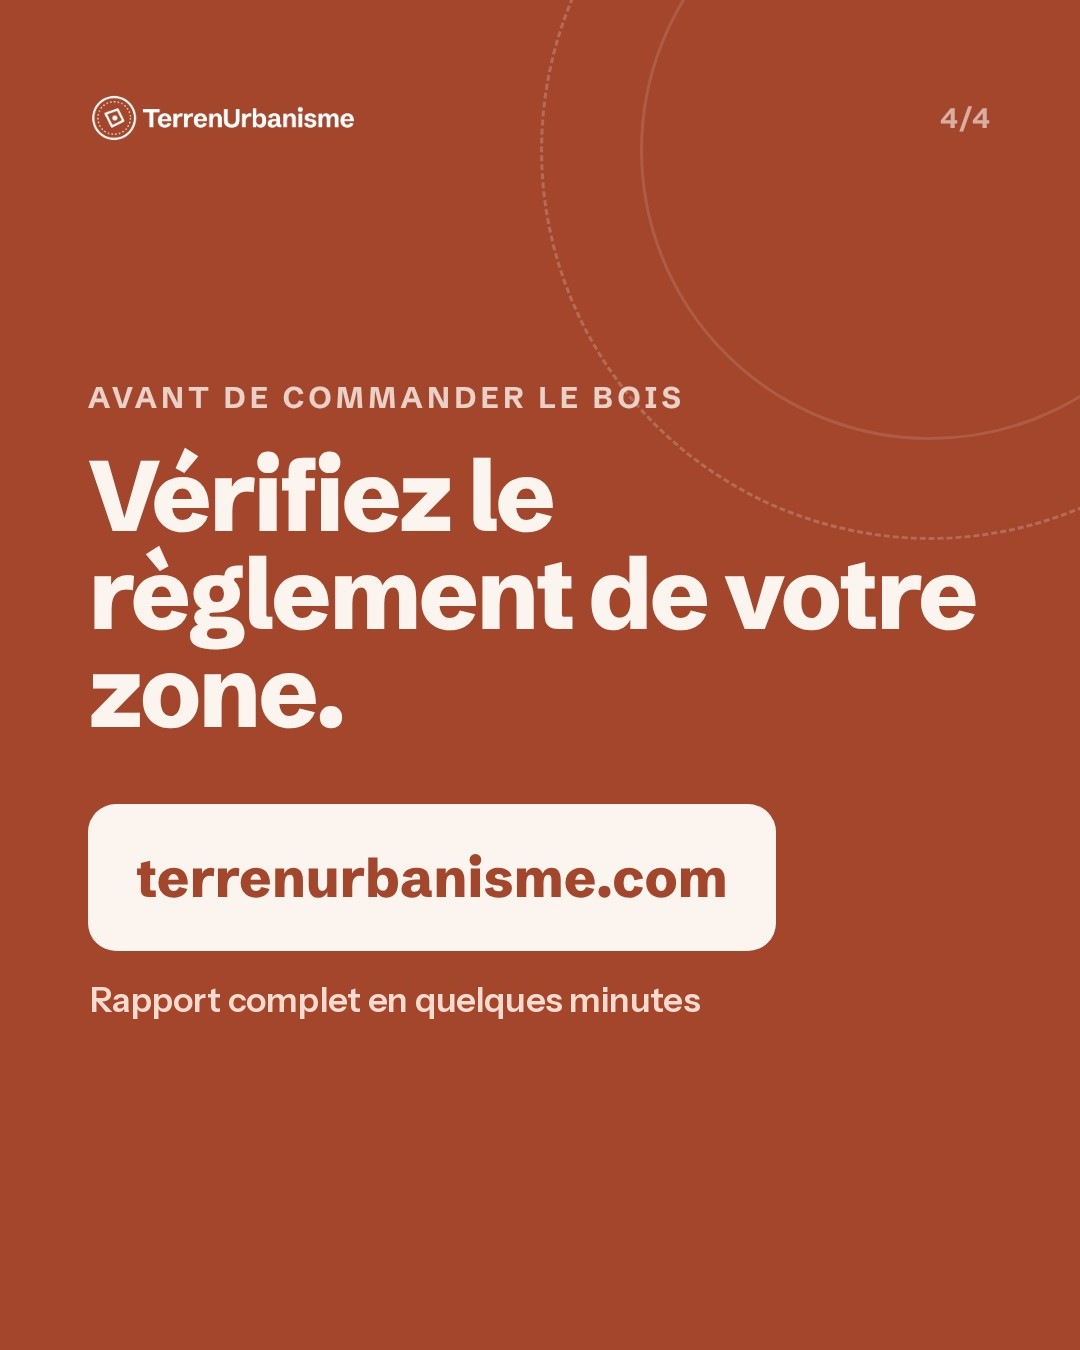 TerrenUrbanisme
4/4
AVANT DE COMMANDER LE BOIS
Vérifiez le
règlement de votre
zone.
terrenurbanisme.com
Rapport complet en quelques minutes